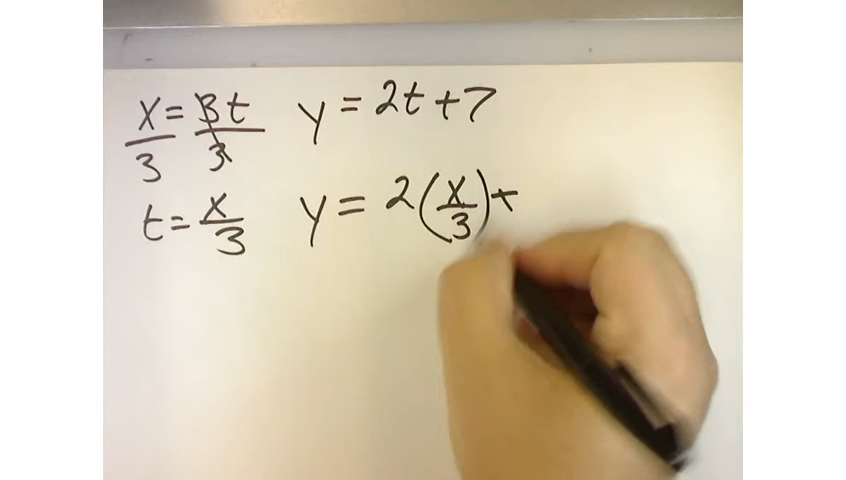 x = 3t   y = 2t + 7
3   3
t = x/3   y = 2(x/3) +